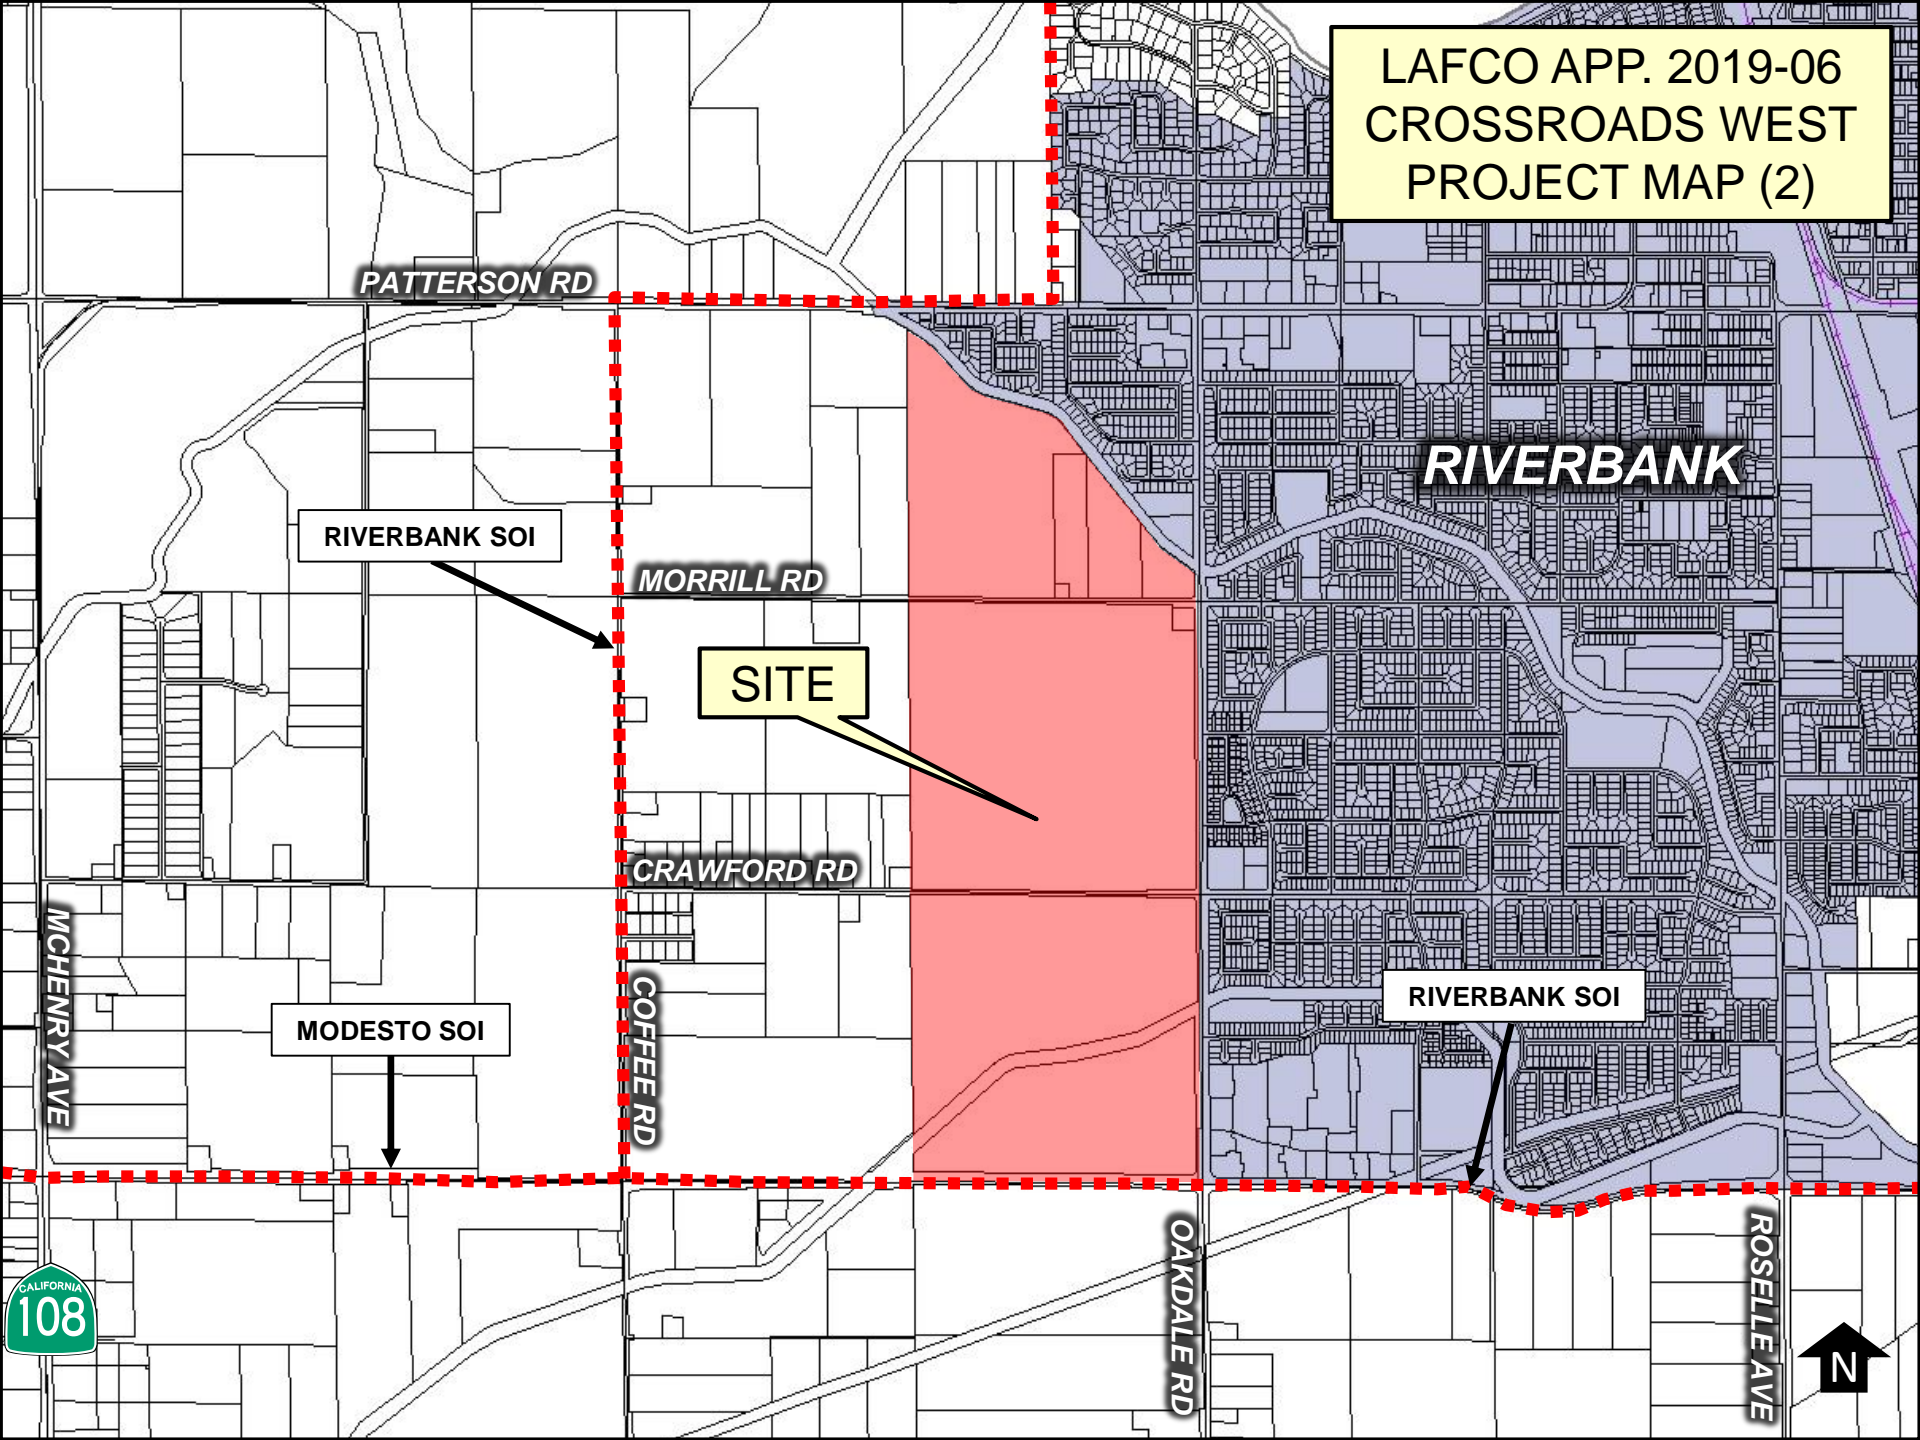 LAFCO APP. 2019-06
CROSSROADS WEST
PROJECT MAP (2)
PATTERSON RD
RIVERBANK
RIVERBANK SOI
MORRILL RD
SITE
CRAWFORD RD
MCHENRY AVE
COFFEE RD
RIVERBANK SOI
MODESTO SOI
OAKDALE RD
ROSELLE AVE
CALIFORNIA
108
N